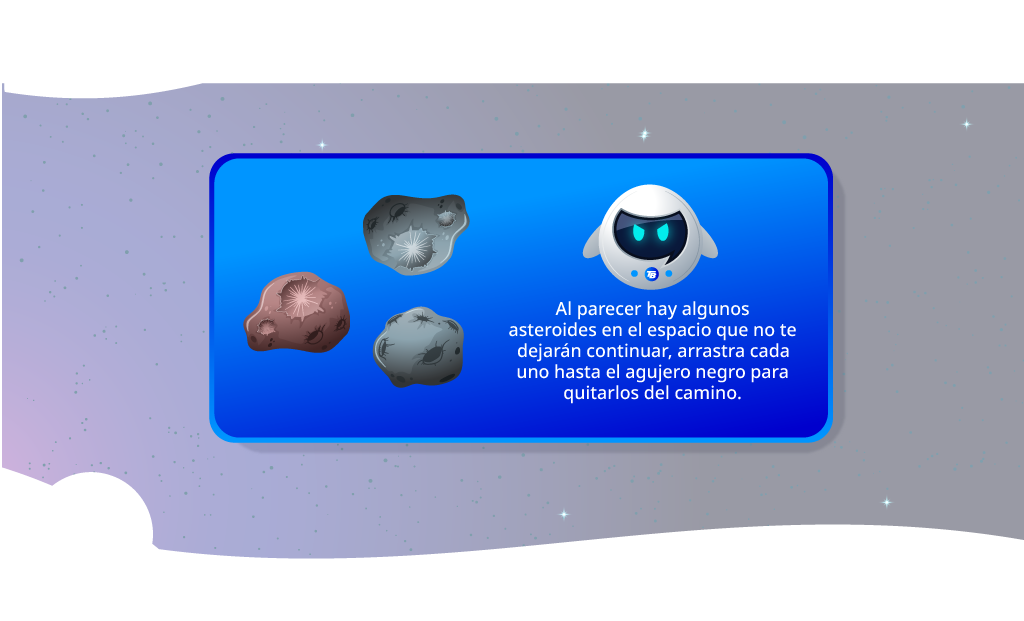 Al parecer hay algunos
asteroides en el espacio que no te
dejarán continuar, arrastra cada
uno hasta el agujero negro para
quitarlos del camino.